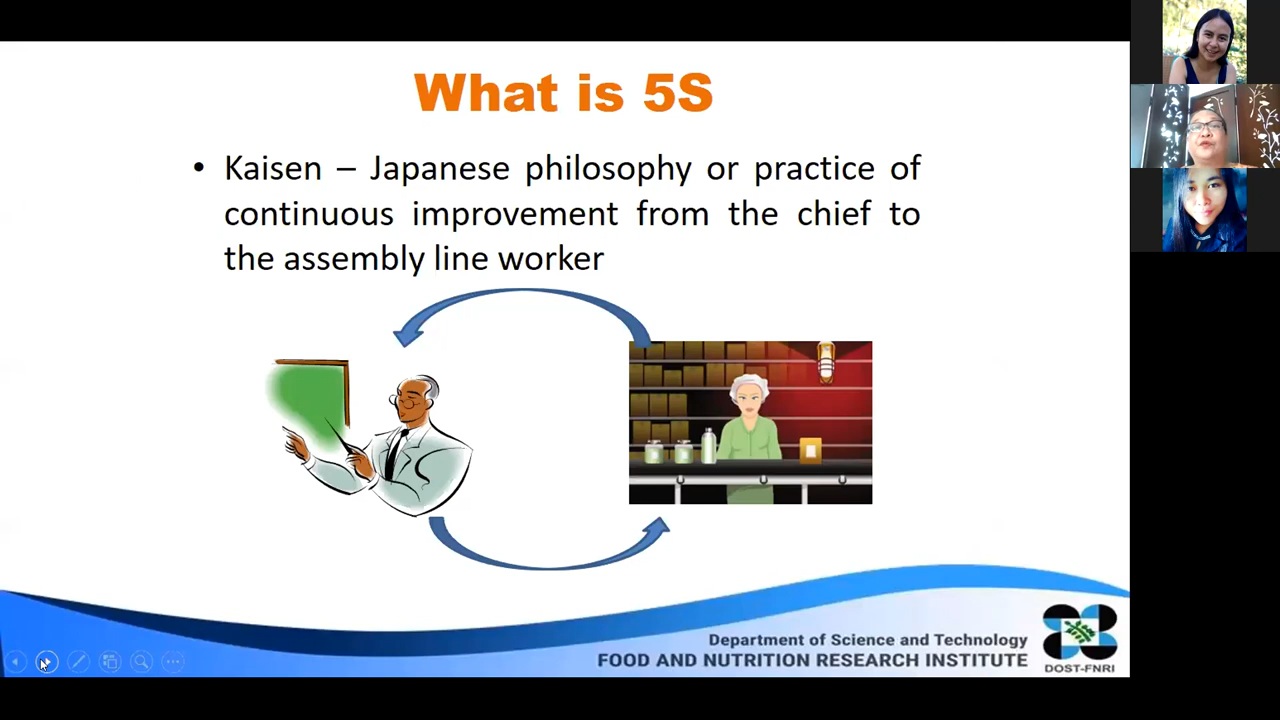 What is 5S
• Kaisen – Japanese philosophy or practice of
continuous improvement from the chief to
the assembly line worker
Department of Science and Technology
FOOD AND NUTRITION RESEARCH INSTITUTE
DOST-FNRI